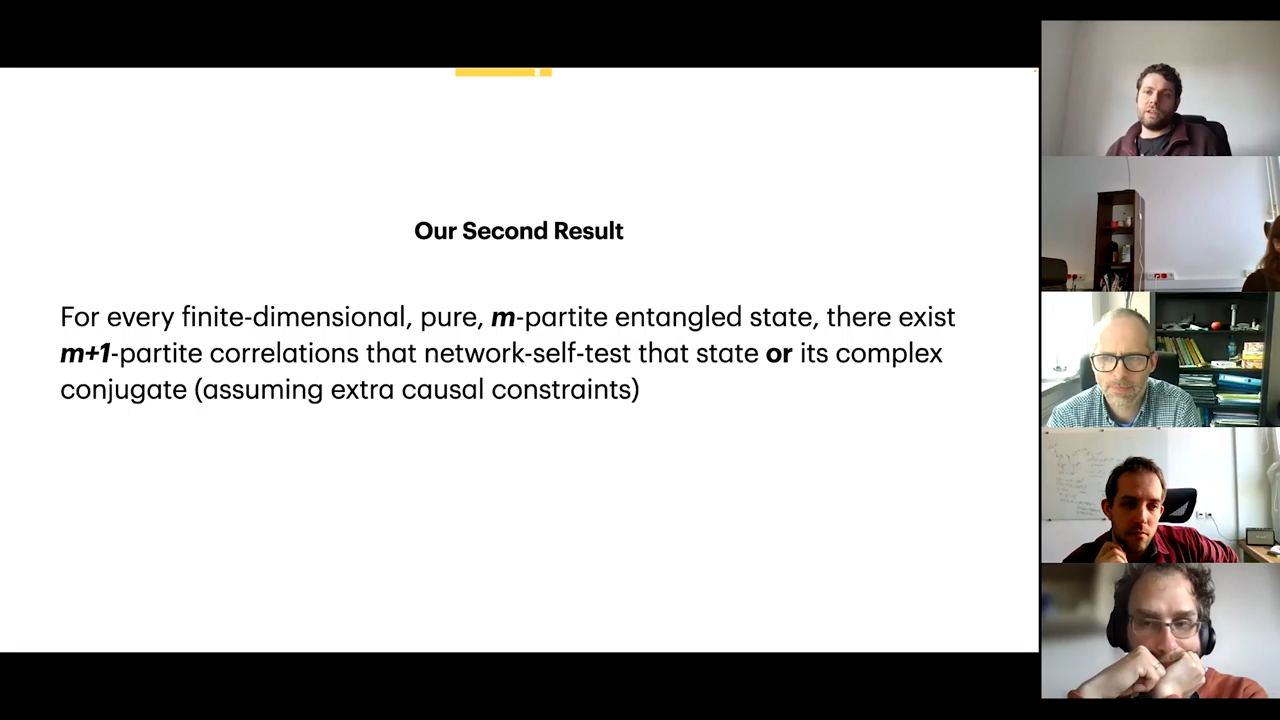 Our Second Result
For every finite-dimensional, pure, m-partite entangled state, there exist
m+1-partite correlations that network-self-test that state or its complex
conjugate (assuming extra causal constraints)